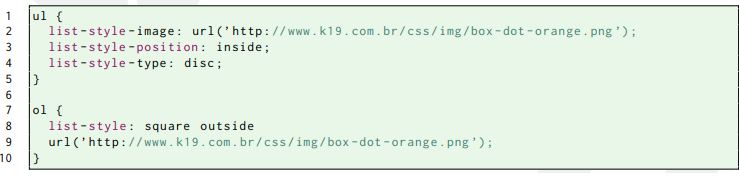 1 ul {
2 list-style-image: url('http://www.k19.com.br/css/img/box-dot-orange.png');
3 list-style-position: inside;
4 list-style-type: disc;
5 }
6
7 ol {
8 list-style: square outside
9 url('http://www.k19.com.br/css/img/box-dot-orange.png');
10 }